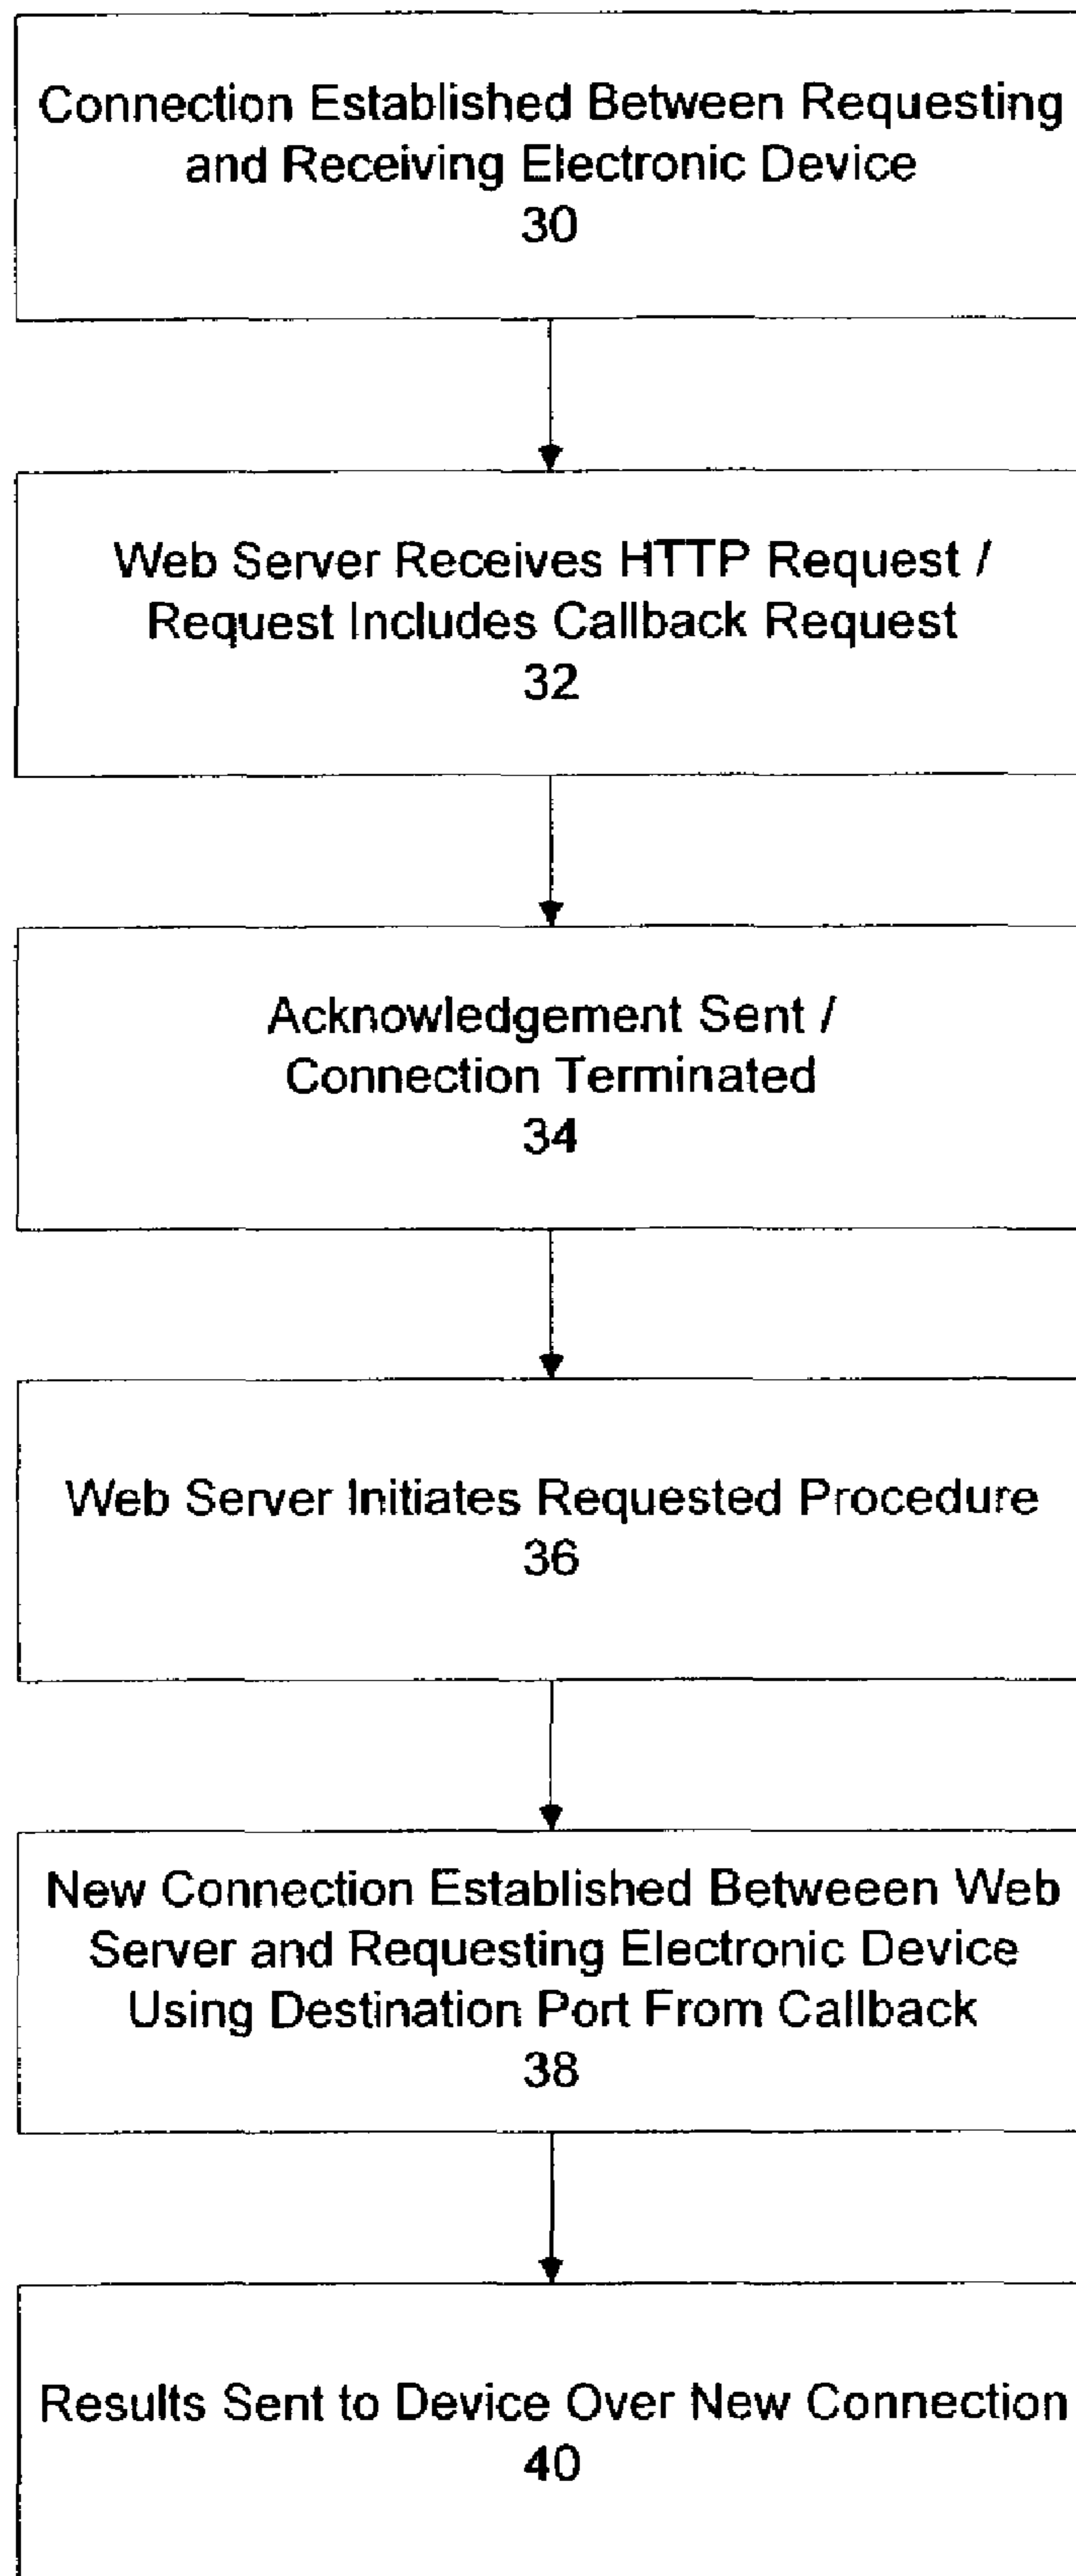 Connection Established Between Requesting
and Receiving Electronic Device
30
Web Server Receives HTTP Request /
Request Includes Callback Request
32
Acknowledgement Sent /
Connection Terminated
34
Web Server Initiates Requested Procedure
36
New Connection Established Betweeen Web
Server and Requesting Electronic Device
Using Destination Port From Callback
38
Results Sent to Device Over New Connection
40